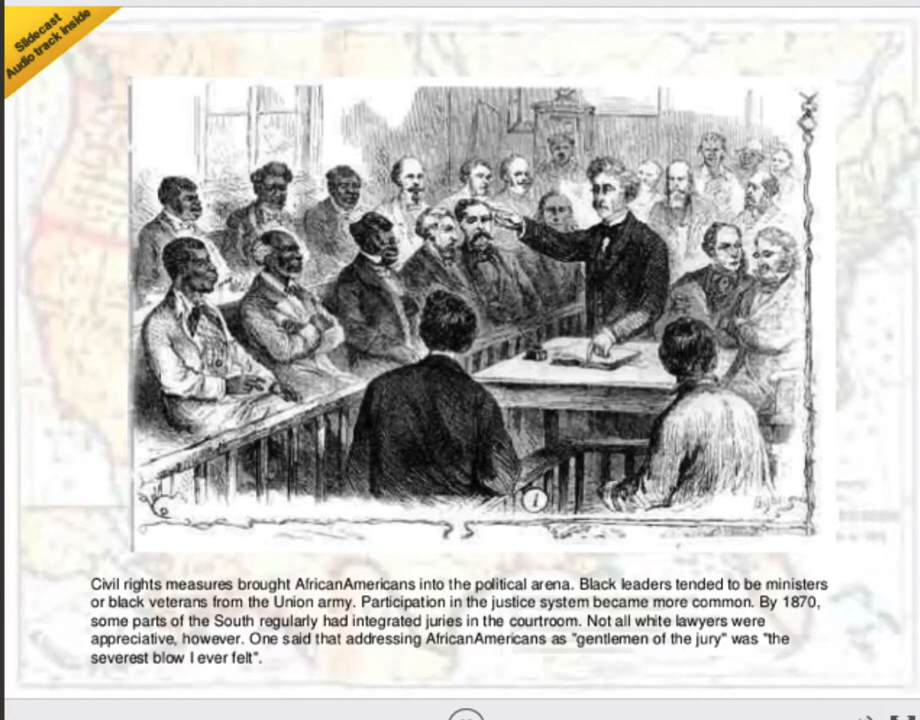 Slidecast
Audio track inside
Civil rights measures brought AfricanAmericans into the political arena. Black leaders tended to be ministers
or black veterans from the Union army. Participation in the justice system became more common. By 1870,
some parts of the South regularly had integrated juries in the courtroom. Not all white lawyers were
appreciative, however. One said that addressing AfricanAmericans as "gentlemen of the jury" was "the
severest blow I ever felt".